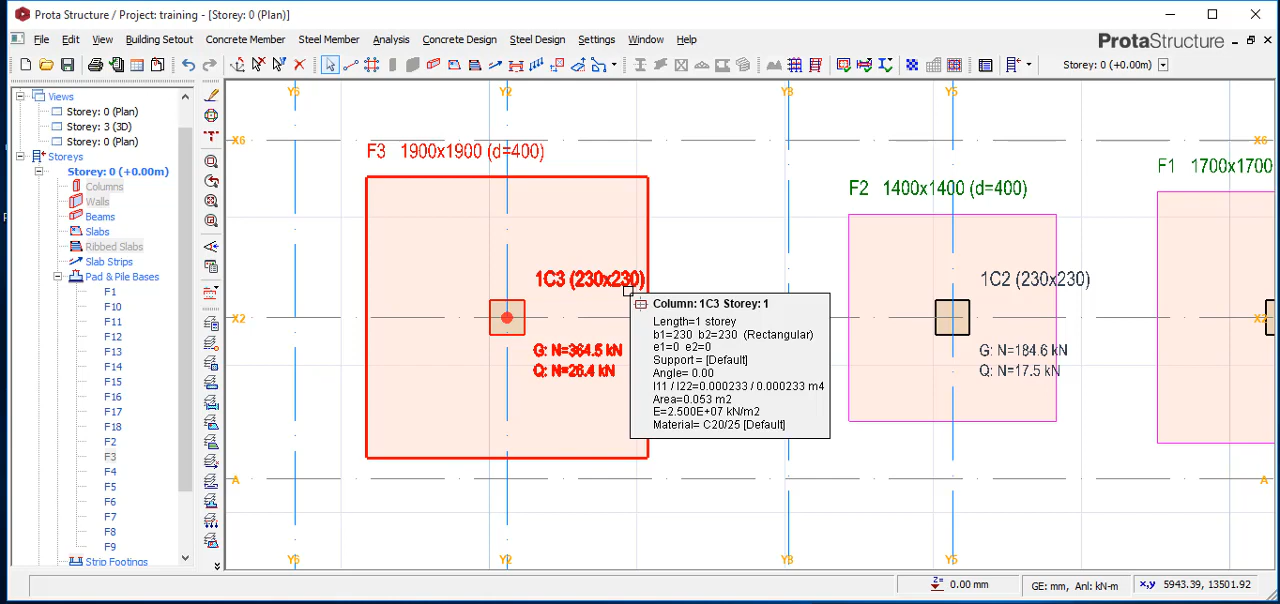 Prota Structure / Project: training - [Storey: 0 (Plan)]
File Edit View Building Setout Concrete Member Steel Member Analysis Concrete Design Steel Design Settings Window Help
ProtaStructure
Storey: 0 (+0.00m)
Views
Storey: 0 (Plan)
Storey: 3 (3D)
Storey: 0 (Plan)
Storeys
Storey: 0 (+0.00m)
Columns
Walls
Beams
Slabs
Ribbed Slabs
Slab Strips
Pad & Pile Bases
F1
F10
F11
F12
F13
F14
F15
F16
F17
F18
F2
F3
F4
F5
F6
F7
F8
F9
Strip Footings
Y6 Y2 Y3 Y5
X6 X6
F3 1900x1900 (d=400)
F2 1400x1400 (d=400)
F1 1700x1700
1C3 (230x230)
1C2 (230x230)
X2 X2
G: N=364.5 kN
Q: N=26.4 kN
G: N=184.6 kN
Q: N=17.5 kN
Column: 1C3 Storey: 1
Length=1 storey
b1=230 b2=230 (Rectangular)
e1=0 e2=0
Support= [Default]
Angle= 0.00
I11 / I22=0.000233 / 0.000233 m4
Area=0.053 m2
E=2.500E+07 kN/m2
Material= C20/25 [Default]
A A
Y6 Y2 Y3 Y5
Z= 0.00 mm
GE: mm, Anl: kN-m
x,y 5943.39, 13501.92